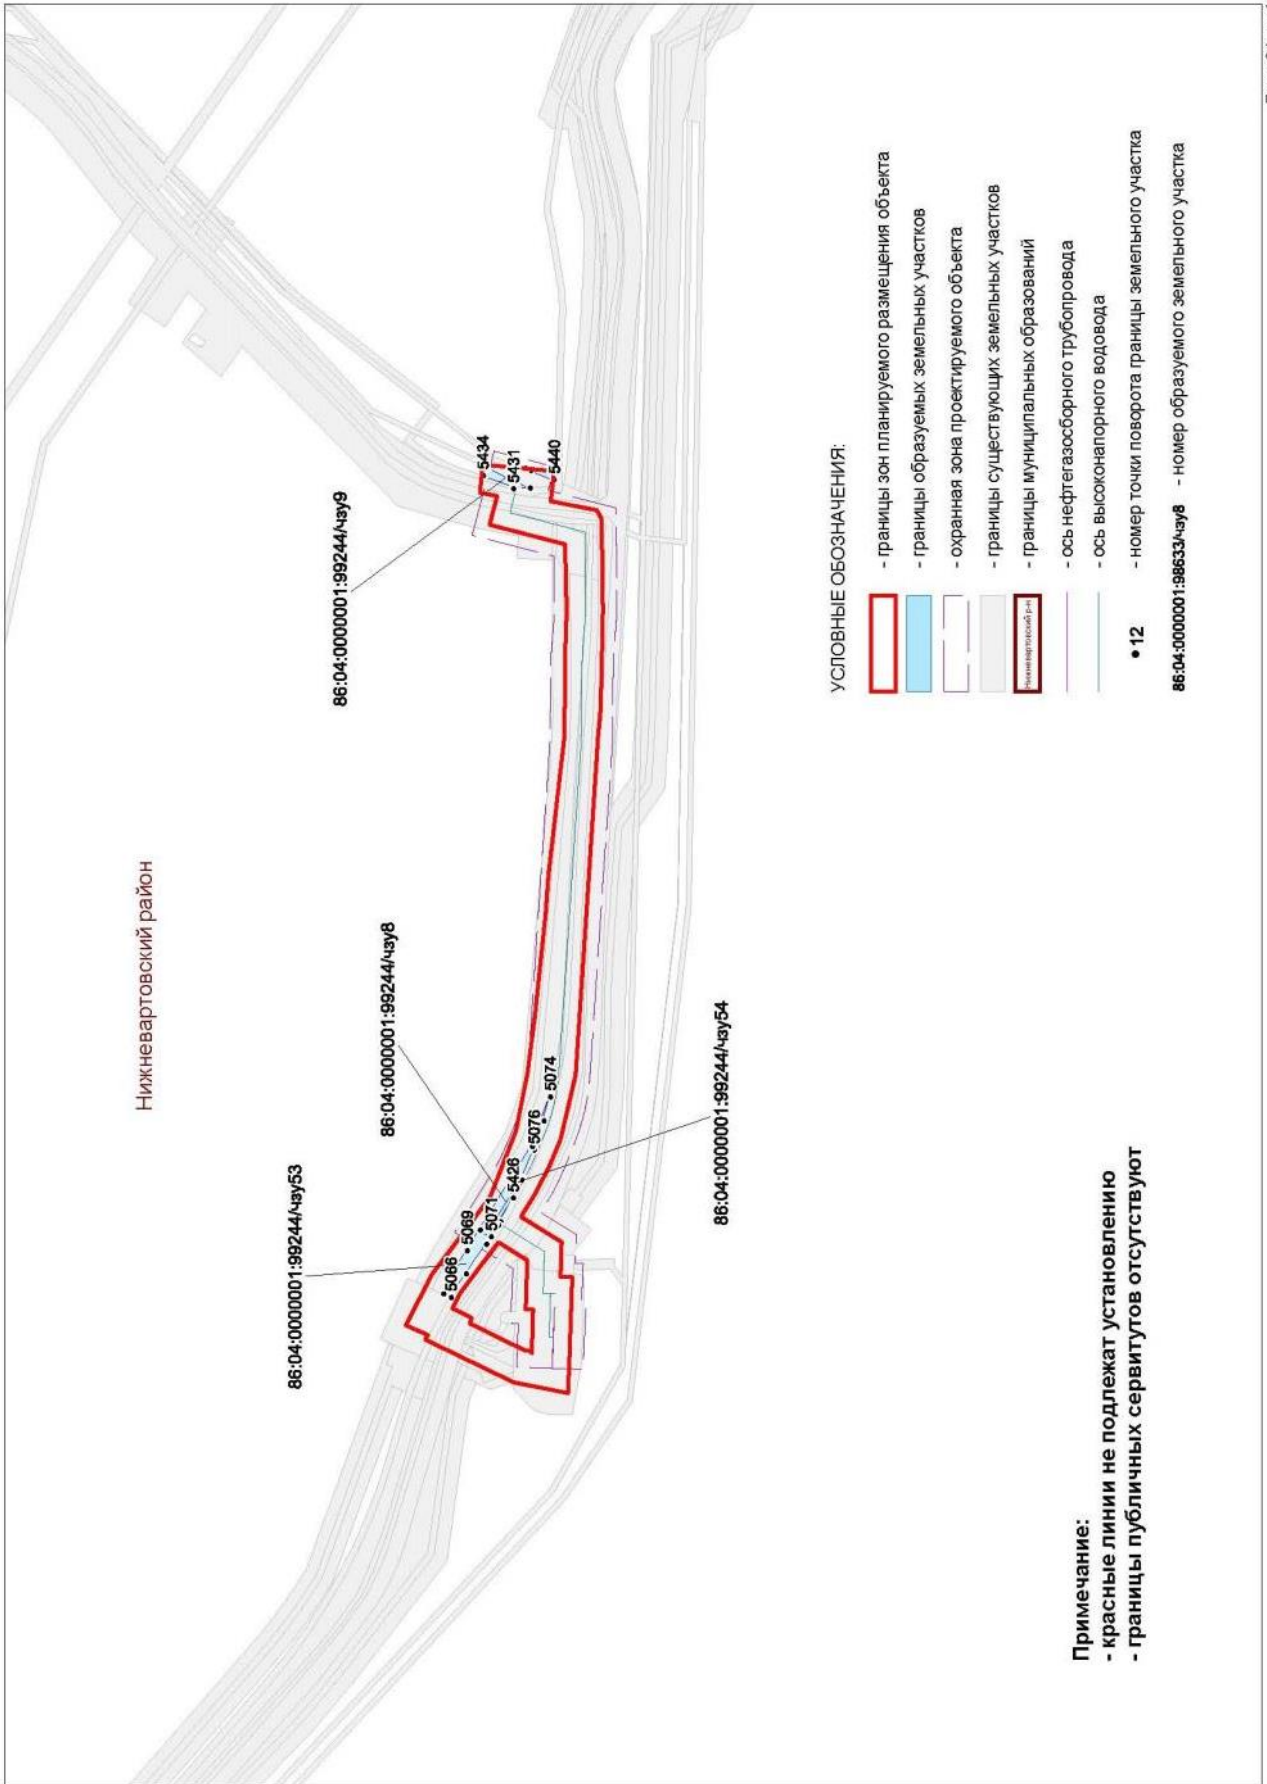 Нижневартовский район
86:04:0000001:99244/чзу53
86:04:0000001:99244/чзу8
86:04:0000001:99244/чзу9
5066
5069
5071
5426
5076
5074
5434
5431
5440
86:04:0000001:99244/чзу54
УСЛОВНЫЕ ОБОЗНАЧЕНИЯ:
- границы зон планируемого размещения объекта
- границы образуемых земельных участков
- охранная зона проектируемого объекта
- границы существующих земельных участков
Нижневартовский р-н - границы муниципальных образований
- ось нефтегазосборного трубопровода
- ось высоконапорного водовода
•12 - номер точки поворота границы земельного участка
86:04:0000001:98633/чзу8 - номер образуемого земельного участка
Примечание:
- красные линии не подлежат установлению
- границы публичных сервитутов отсутствуют